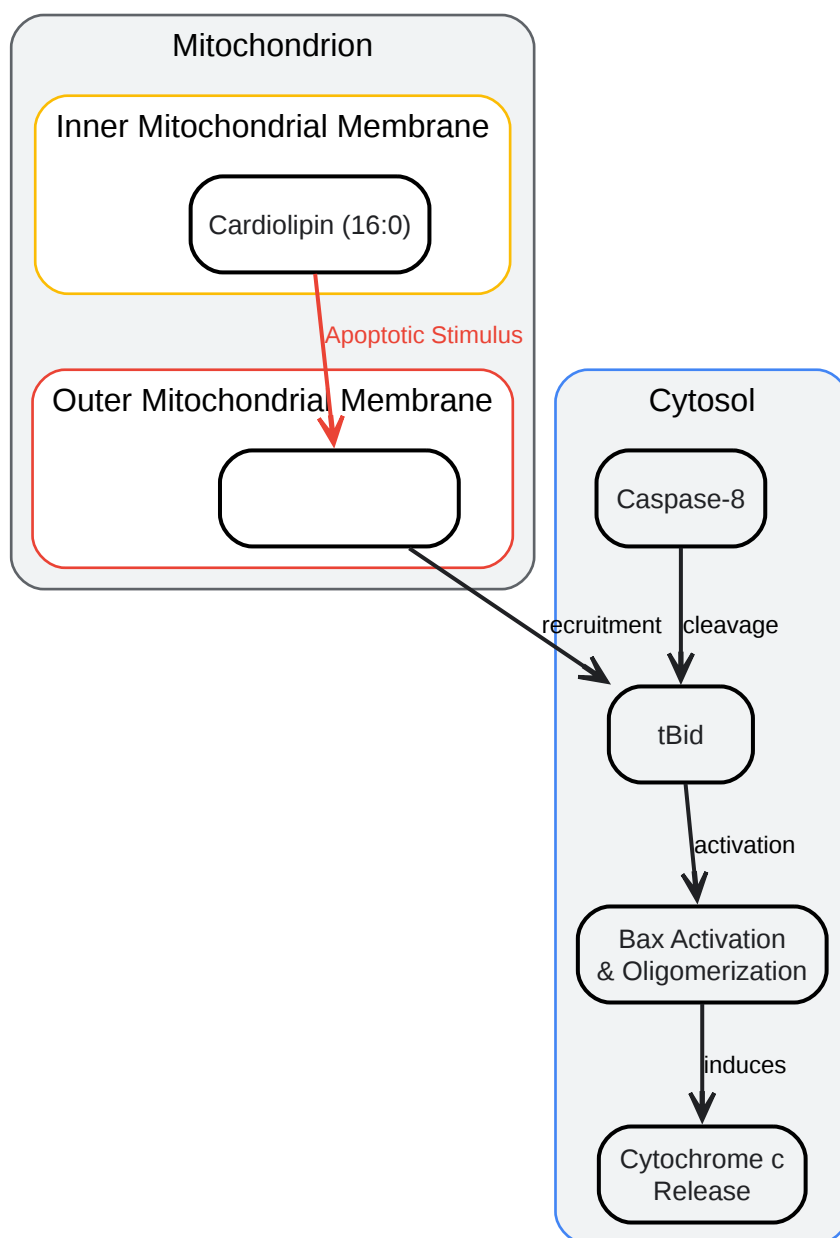 Mitochondrion
Inner Mitochondrial Membrane
Cardiolipin (16:0)
Apoptotic Stimulus
Outer Mitochondrial Membrane
Cytosol
Caspase-8
recruitment
cleavage
tBid
activation
Bax Activation
& Oligomerization
induces
Cytochrome c
Release